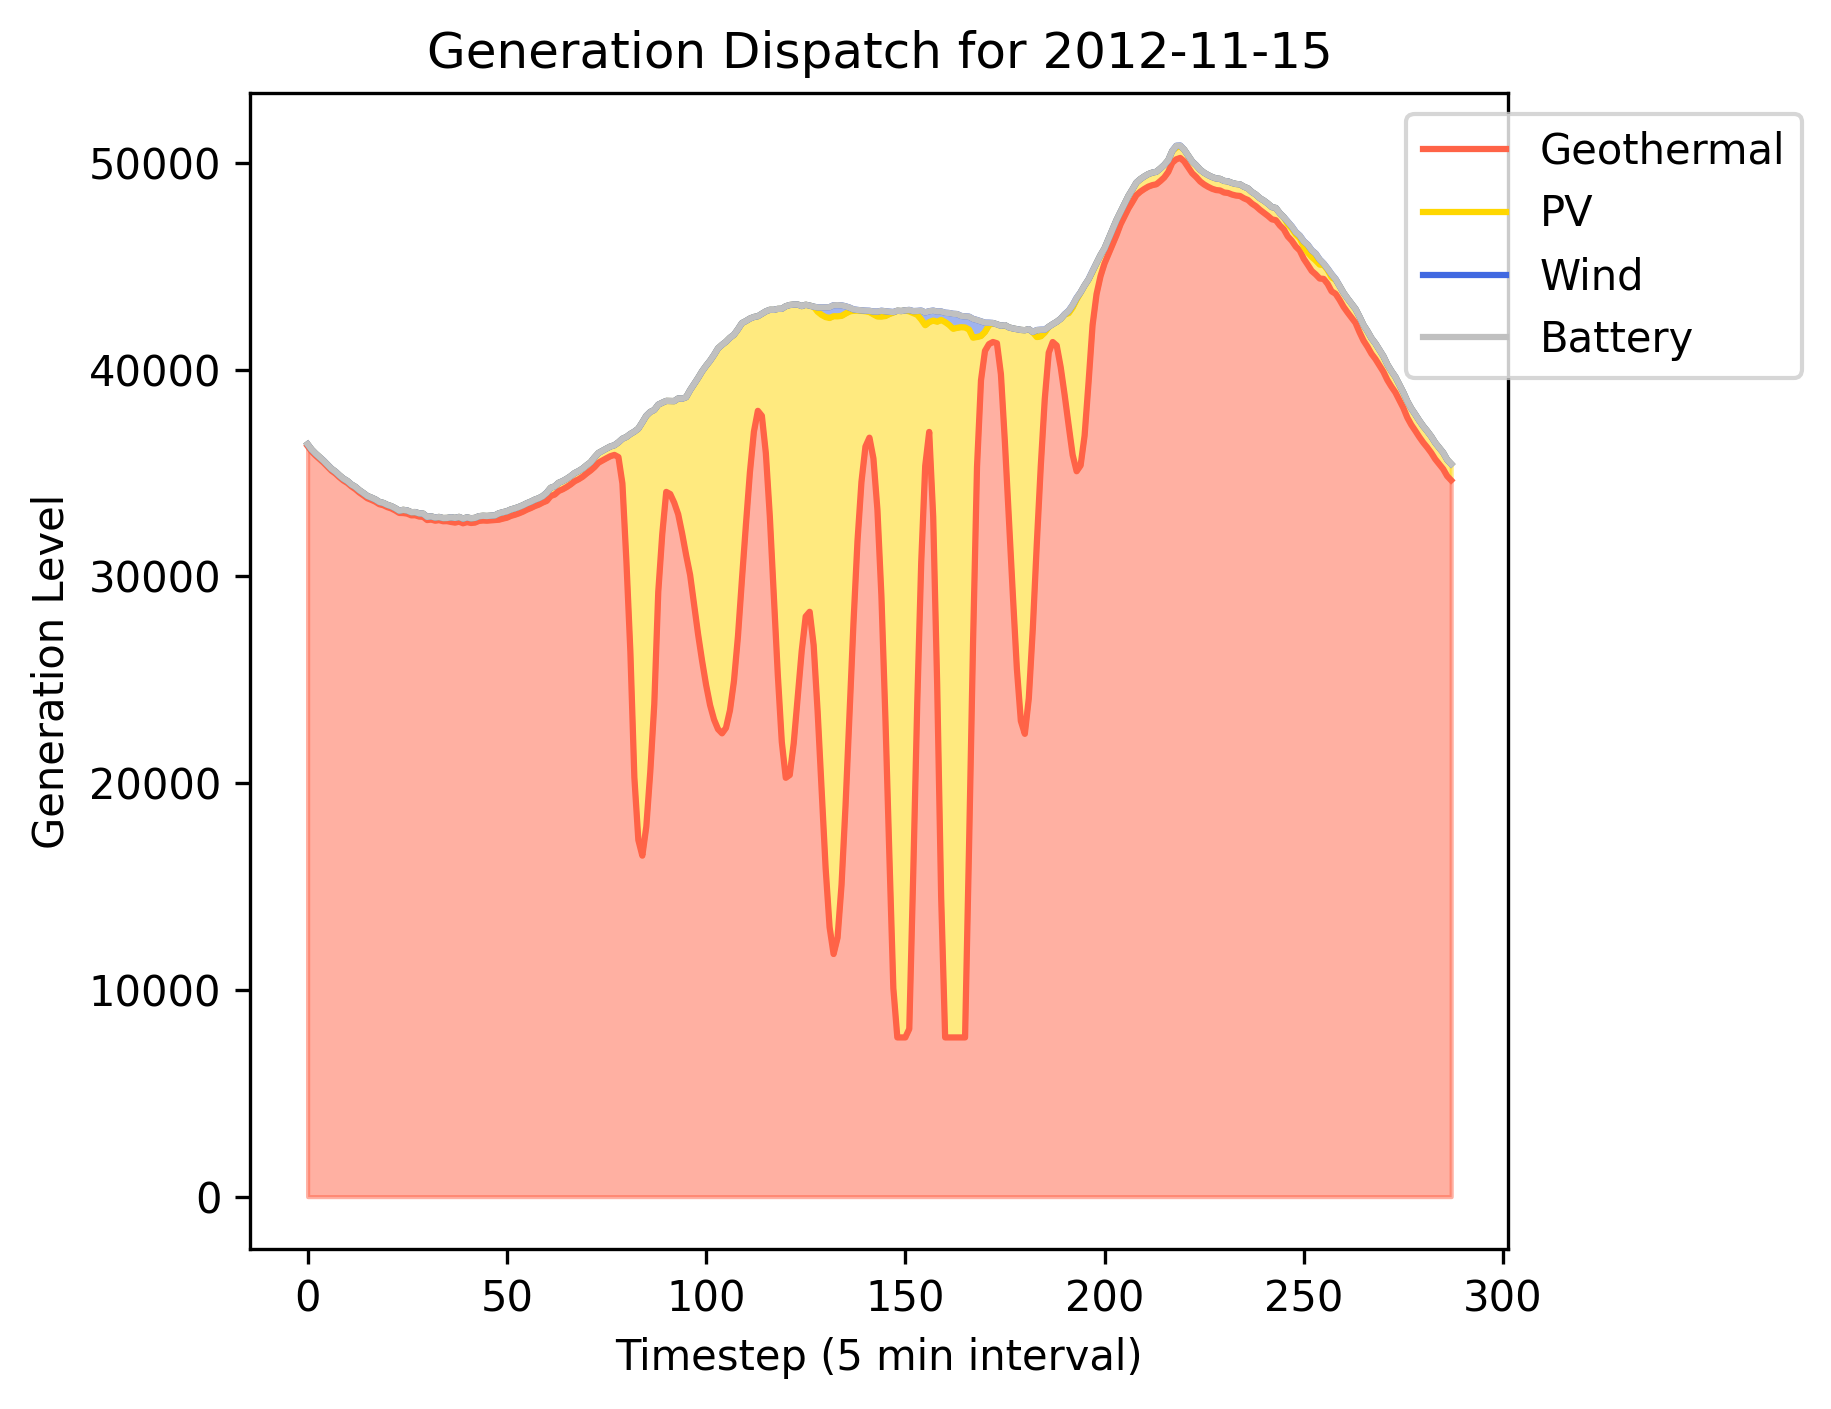 Generation Dispatch for 2012-11-15
Geothermal
PV
Wind
Battery
Generation Level
50000
40000
30000
20000
10000
0
0 50 100 150 200 250 300
Timestep (5 min interval)